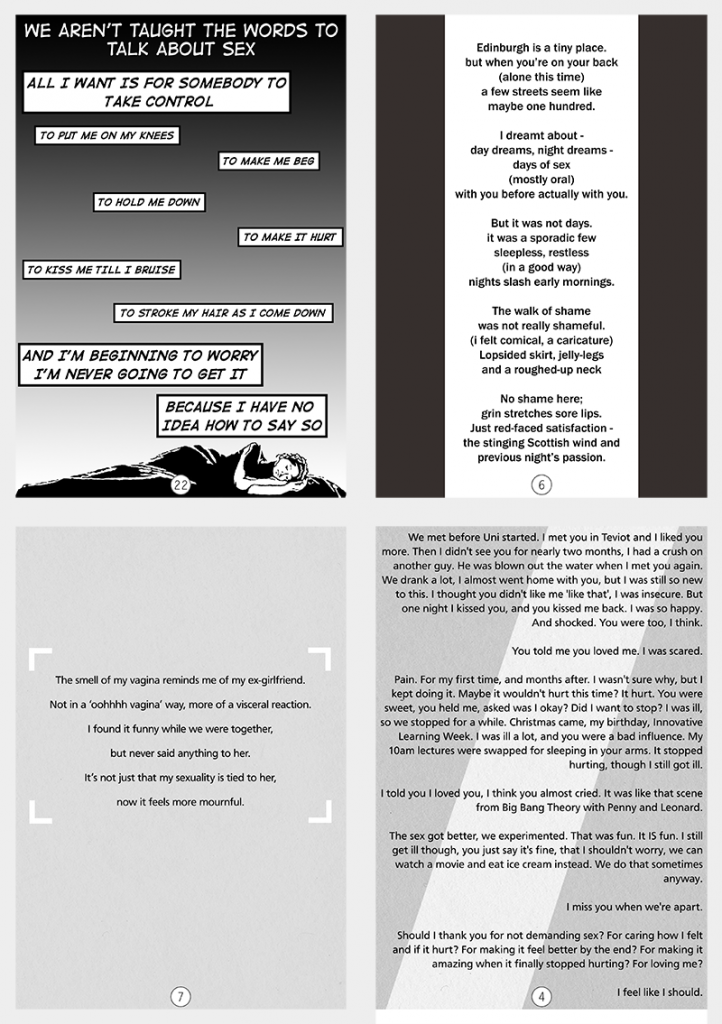 WE AREN'T TAUGHT THE WORDS TO
TALK ABOUT SEX
ALL I WANT IS FOR SOMEBODY TO
TAKE CONTROL
TO PUT ME ON MY KNEES
TO MAKE ME BEG
TO HOLD ME DOWN
TO MAKE IT HURT
TO KISS ME TILL I BRUISE
TO STROKE MY HAIR AS I COME DOWN
AND I'M BEGINNING TO WORRY
I'M NEVER GOING TO GET IT
BECAUSE I HAVE NO
IDEA HOW TO SAY SO
22
Edinburgh is a tiny place.
but when you're on your back
(alone this time)
a few streets seem like
maybe one hundred.
I dreamt about -
day dreams, night dreams -
days of sex
(mostly oral)
with you before actually with you.
But it was not days.
it was a sporadic few
sleepless, restless
(in a good way)
nights slash early mornings.
The walk of shame
was not really shameful.
(i felt comical, a caricature)
Lopsided skirt, jelly-legs
and a roughed-up neck
No shame here;
grin stretches sore lips.
Just red-faced satisfaction -
the stinging Scottish wind and
previous night's passion.
6
The smell of my vagina reminds me of my ex-girlfriend.
Not in a 'oohhhh vagina' way, more of a visceral reaction.
I found it funny while we were together,
but never said anything to her.
It's not just that my sexuality is tied to her,
now it feels more mournful.
7
We met before Uni started. I met you in Teviot and I liked you
more. Then I didn't see you for nearly two months, I had a crush on
another guy. He was blown out the water when I met you again.
We drank a lot, I almost went home with you, but I was still so new
to this. I thought you didn't like me 'like that', I was insecure. But
one night I kissed you, and you kissed me back. I was so happy.
And shocked. You were too, I think.
You told me you loved me. I was scared.
Pain. For my first time, and months after. I wasn't sure why, but I
kept doing it. Maybe it wouldn't hurt this time? It hurt. You were
sweet, you held me, asked was I okay? Did I want to stop? I was ill,
so we stopped for a while. Christmas came, my birthday, Innovative
Learning Week. I was ill a lot, and you were a bad influence. My
10am lectures were swapped for sleeping in your arms. It stopped
hurting, though I still got ill.
I told you I loved you, I think you almost cried. It was like that scene
from Big Bang Theory with Penny and Leonard.
The sex got better, we experimented. That was fun. It IS fun. I still
get ill though, you just say it's fine, that I shouldn't worry, we can
watch a movie and eat ice cream instead. We do that sometimes
anyway.
I miss you when we're apart.
Should I thank you for not demanding sex? For caring how I felt
and if it hurt? For making it feel better by the end? For making it
amazing when it finally stopped hurting? For loving me?
I feel like I should.
4